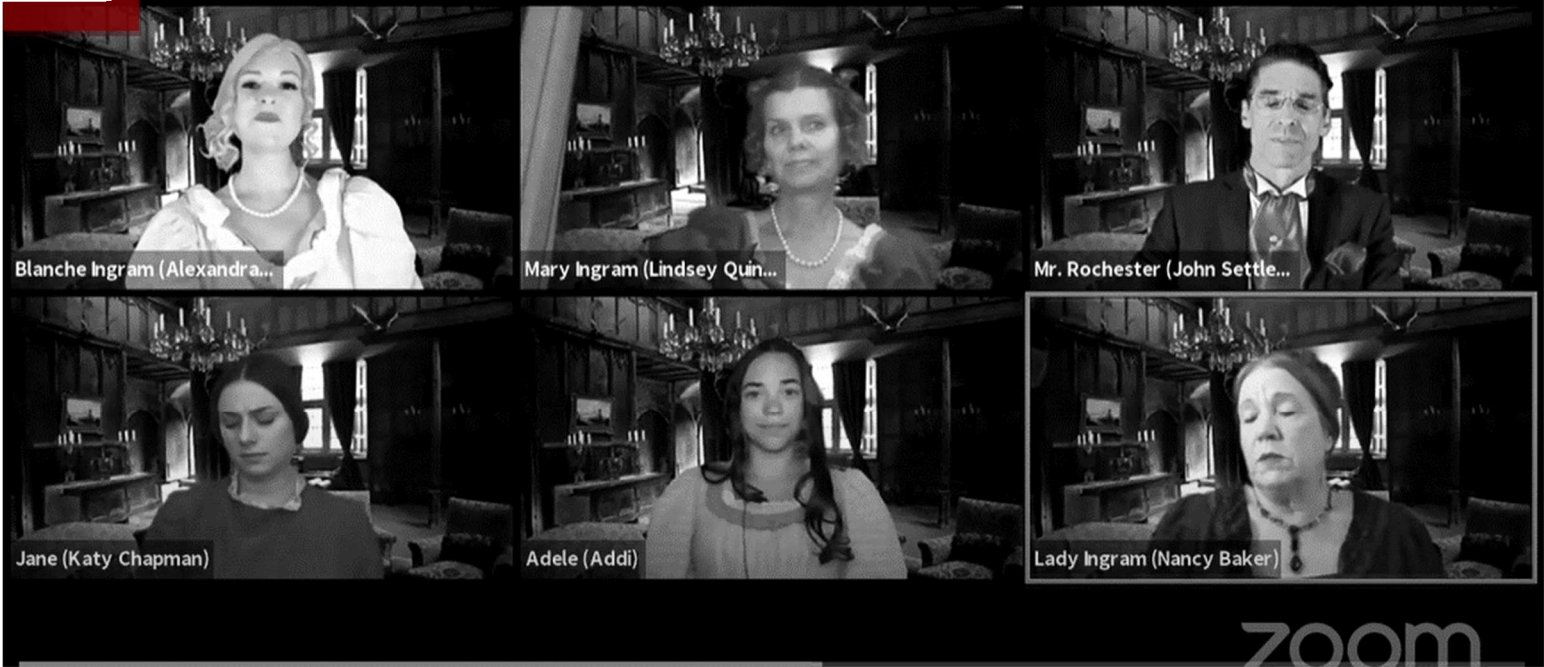 Blanche Ingram (Alexandra...
Mary Ingram (Lindsey Quin...
Mr. Rochester (John Settle...
Jane (Katy Chapman)
Adele (Addi)
Lady Ingram (Nancy Baker)
zoom